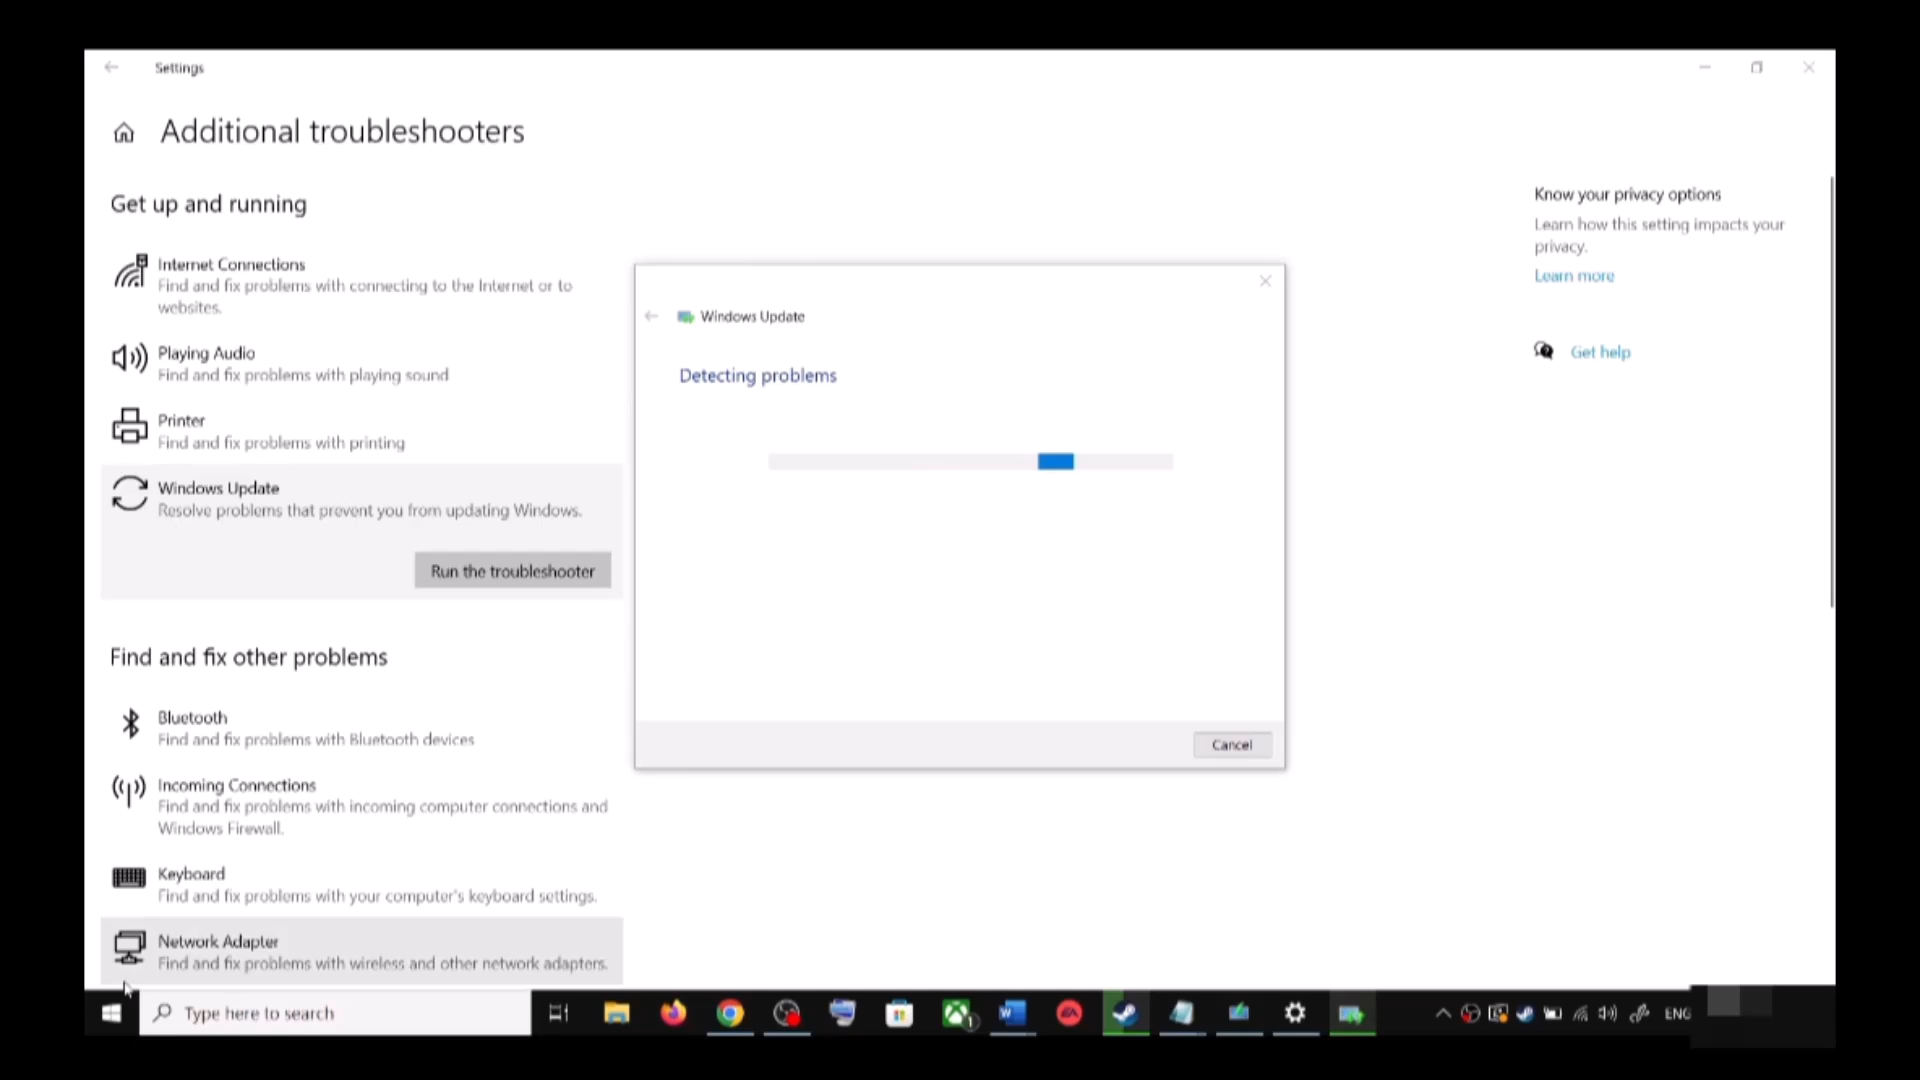 Settings
Additional troubleshooters
Get up and running
Internet Connections
Find and fix problems with connecting to the Internet or to
websites.
Playing Audio
Find and fix problems with playing sound
Printer
Find and fix problems with printing
Windows Update
Resolve problems that prevent you from updating Windows.
Run the troubleshooter
Find and fix other problems
Bluetooth
Find and fix problems with Bluetooth devices
Incoming Connections
Find and fix problems with incoming computer connections and
Windows Firewall.
Keyboard
Find and fix problems with your computer's keyboard settings.
Network Adapter
Find and fix problems with wireless and other network adapters.
Windows Update
Detecting problems
Cancel
Know your privacy options
Learn how this setting impacts your
privacy.
Learn more
Get help
Type here to search
1
W
EA
ENG